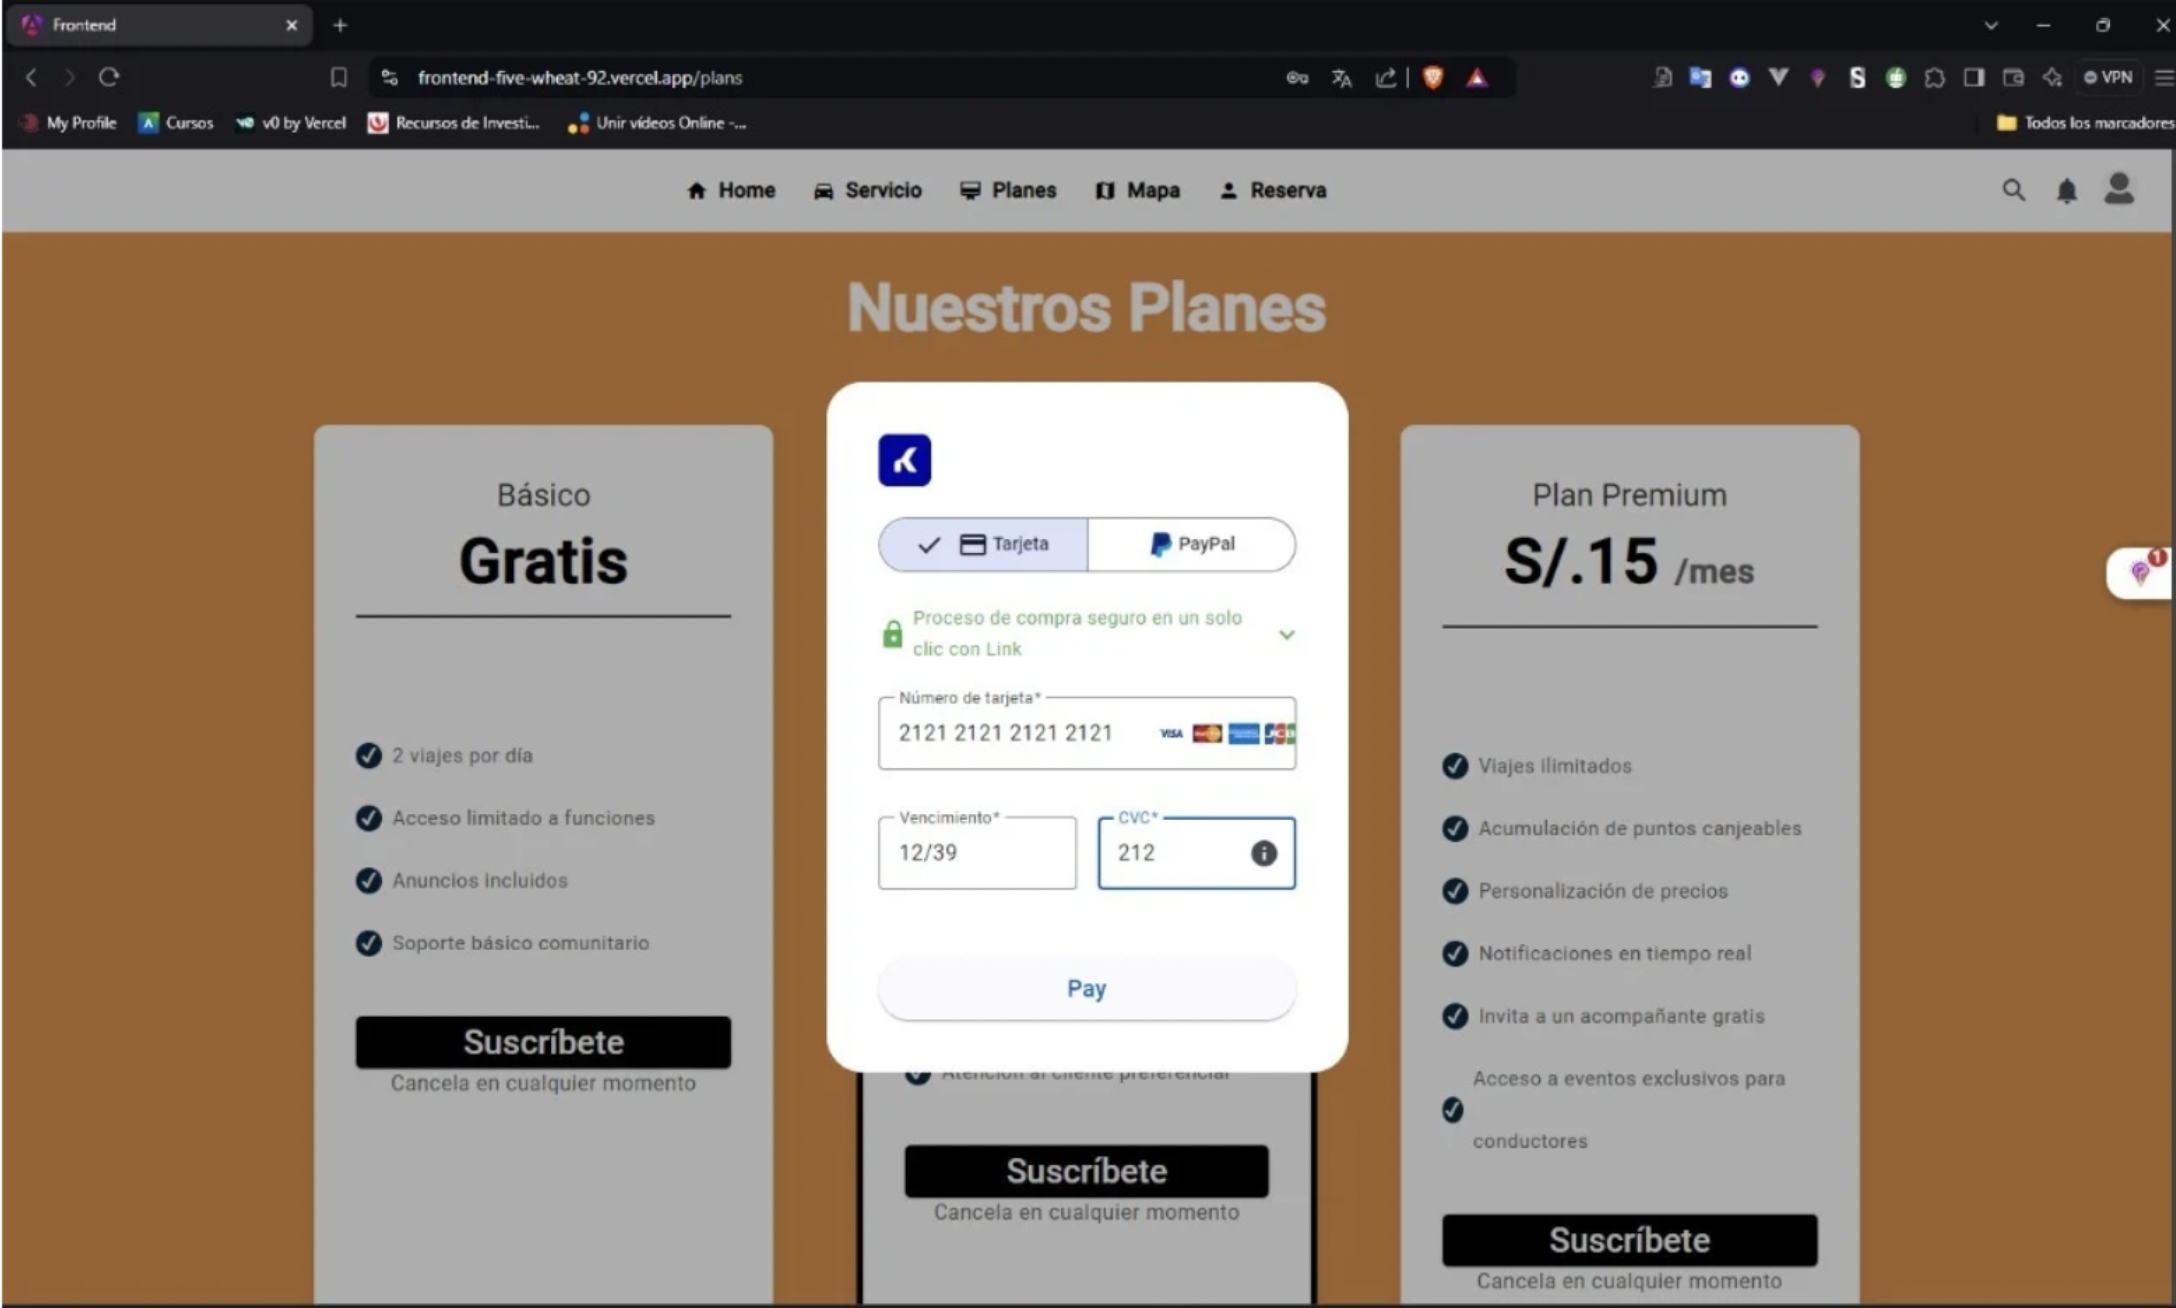 Frontend
frontend-five-wheat-92.vercel.app/plans
VPN
My Profile
Cursos
v0 by Vercel
Recursos de Investi...
Unir vídeos Online -...
Todos los marcadores
Home
Servicio
Planes
Mapa
Reserva
Nuestros Planes
Básico
Gratis
2 viajes por día
Acceso limitado a funciones
Anuncios incluidos
Soporte básico comunitario
Suscríbete
Cancela en cualquier momento
Tarjeta
PayPal
Proceso de compra seguro en un solo
clic con Link
Número de tarjeta*
2121 2121 2121 2121
VISA
JCB
Vencimiento*
12/39
CVC*
212
Pay
Atención al cliente preferencial
Suscríbete
Cancela en cualquier momento
Plan Premium
S/.15 /mes
1
Viajes ilimitados
Acumulación de puntos canjeables
Personalización de precios
Notificaciones en tiempo real
Invita a un acompañante gratis
Acceso a eventos exclusivos para
conductores
Suscríbete
Cancela en cualquier momento